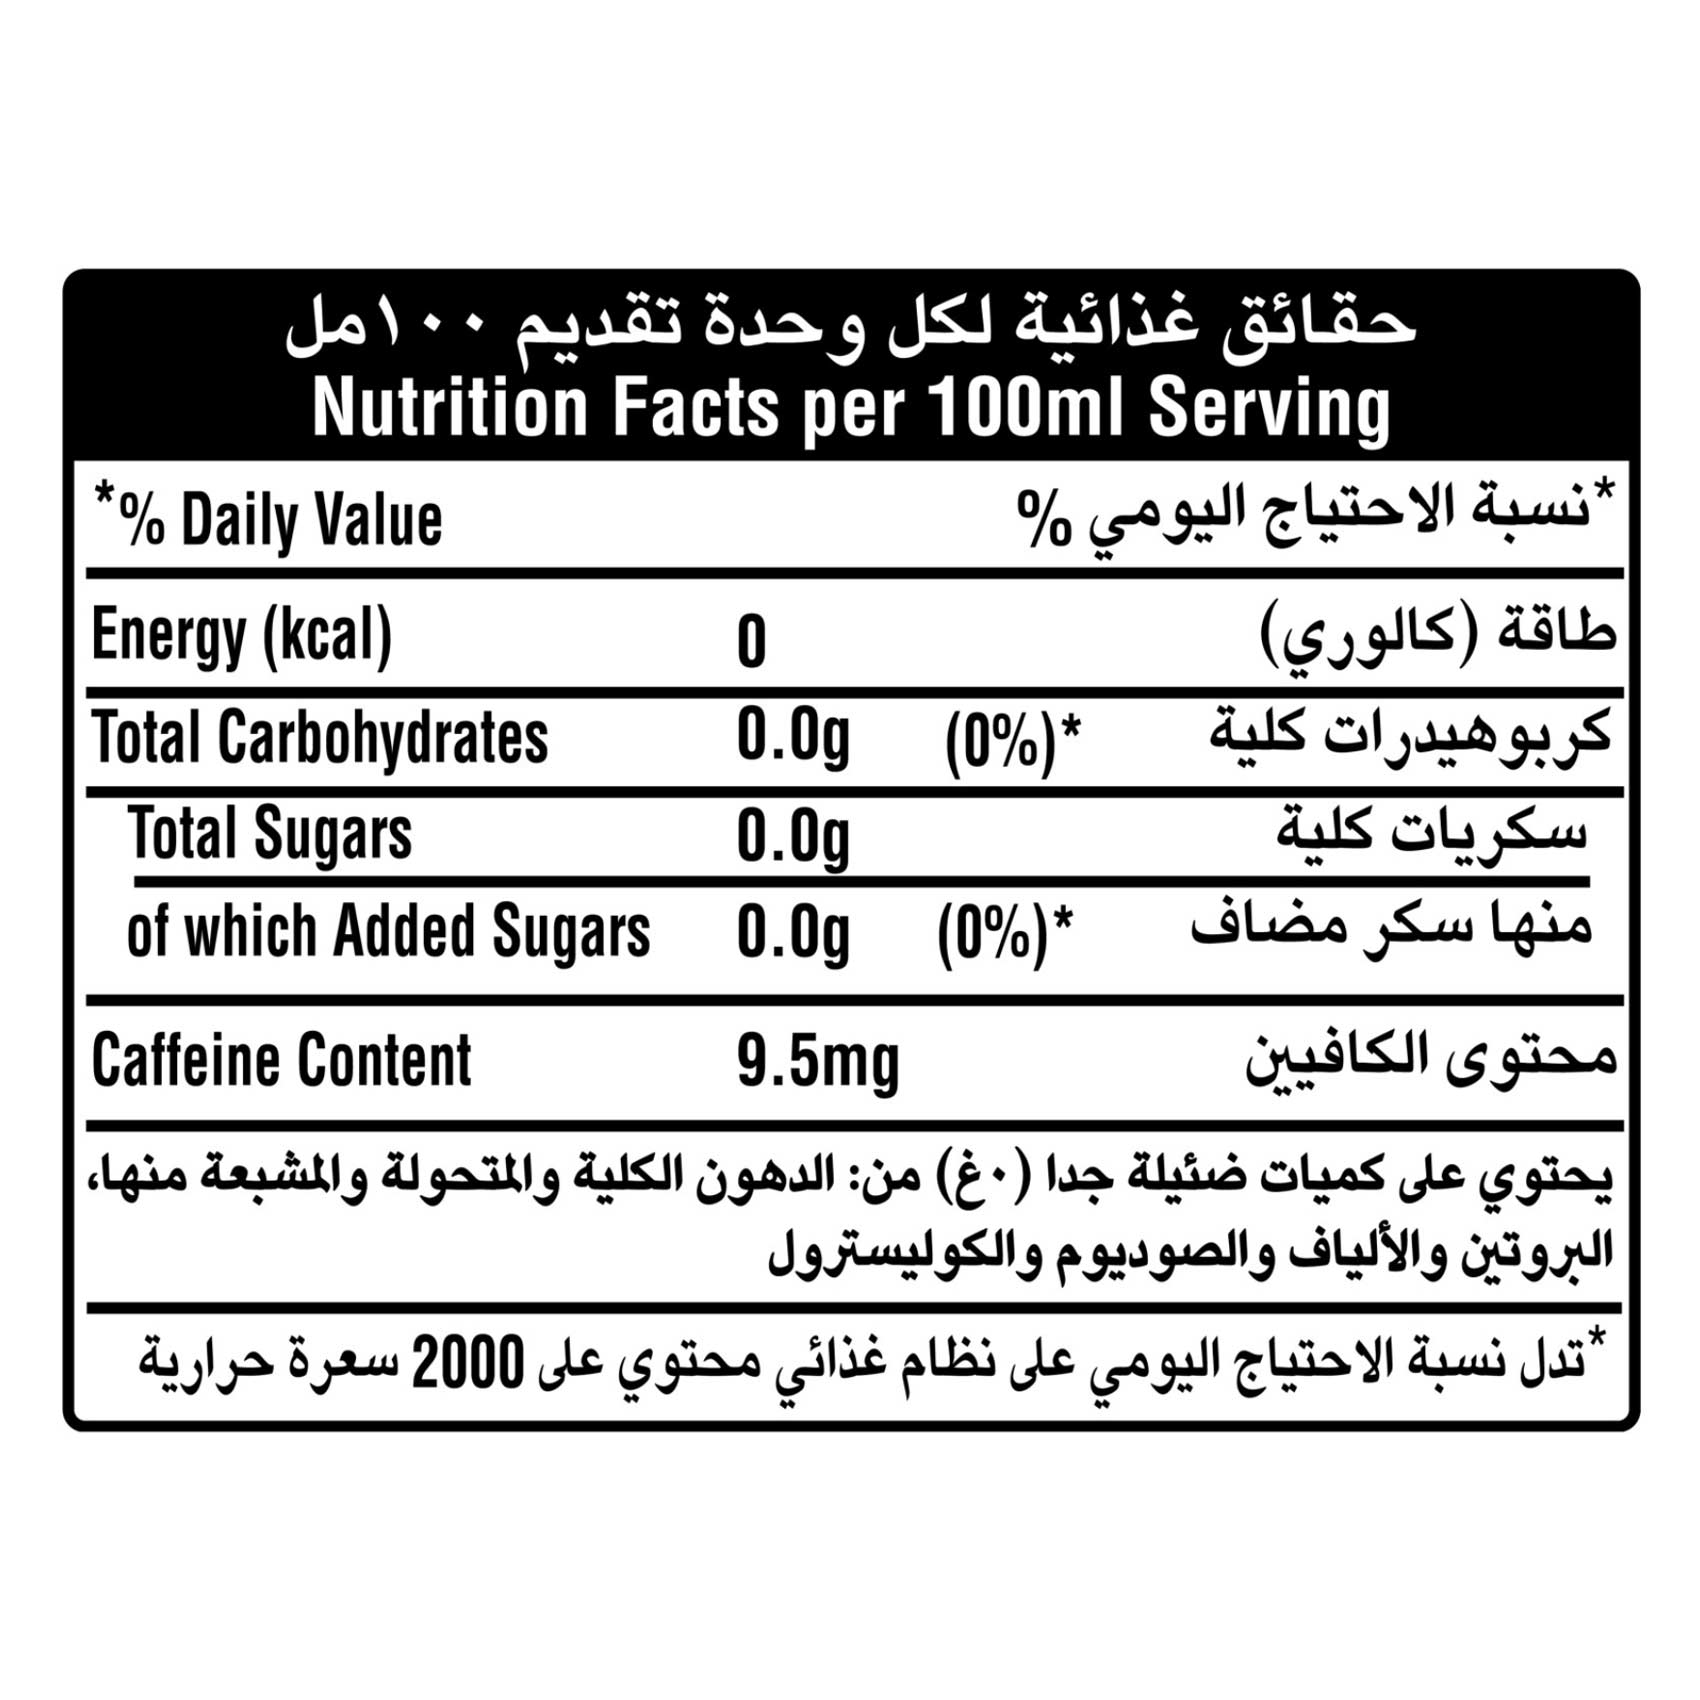 حقائق غذائية لكل وحدة تقديم ١٠٠مل
Nutrition Facts per 100ml Serving
*% Daily Value *نسبة الاحتياج اليومي %
Energy (kcal) 0 طاقة (كالوري)
Total Carbohydrates 0.0g (0%)* كربوهيدرات كلية
Total Sugars 0.0g سكريات كلية
of which Added Sugars 0.0g (0%)* منها سكر مضاف
Caffeine Content 9.5mg محتوى الكافيين
يحتوي على كميات ضئيلة جدا (٠غ) من: الدهون الكلية والمتحولة والمشبعة منها،
البروتين والألياف والصوديوم والكوليسترول
*تدل نسبة الاحتياج اليومي على نظام غذائي محتوي على 2000 سعرة حرارية